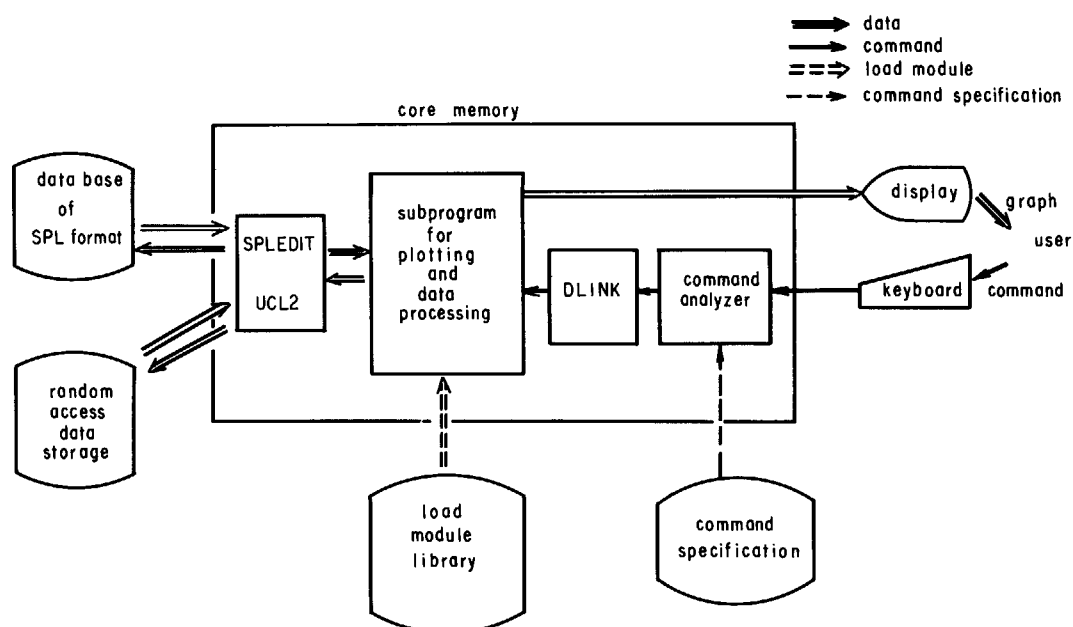 data
command
load module
command specification
core memory
data base
of
SPL format
SPLEDIT
UCL2
subprogram
for
plotting
and
data
processing
DLINK
command
analyzer
display
graph
user
keyboard
command
random
access
data
storage
load
module
library
command
specification